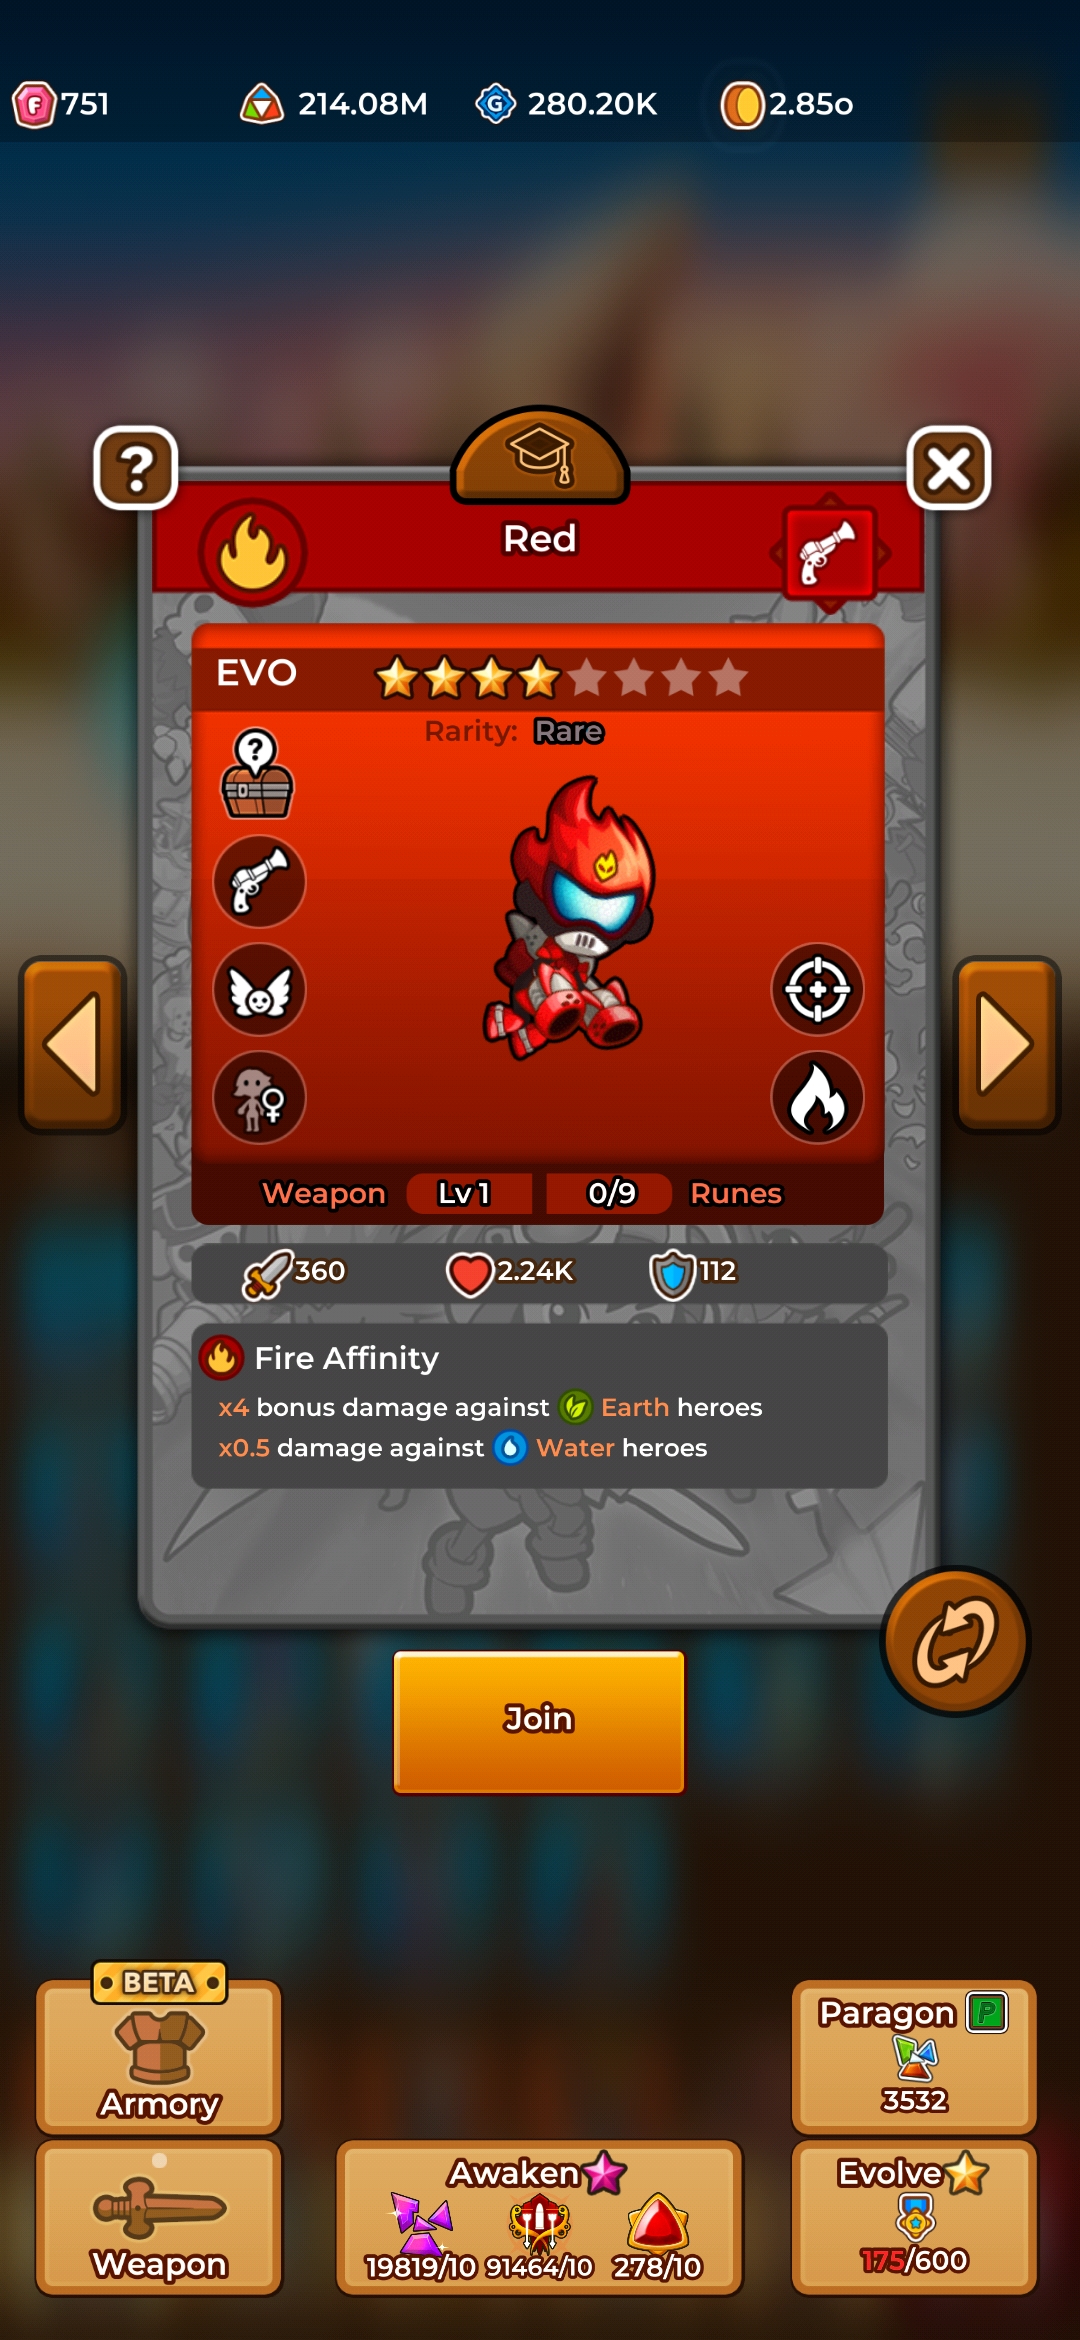 F 751 214.08M G 280.20K 2.85o
?
Red
EVO
Rarity: Rare
?
Weapon Lv 1 0/9 Runes
360 2.24K 112
Fire Affinity
x4 bonus damage against Earth heroes
x0.5 damage against Water heroes
Join
BETA
Armory
Paragon P
3532
Weapon
Awaken
19819/10 91464/10 278/10
Evolve
175/600